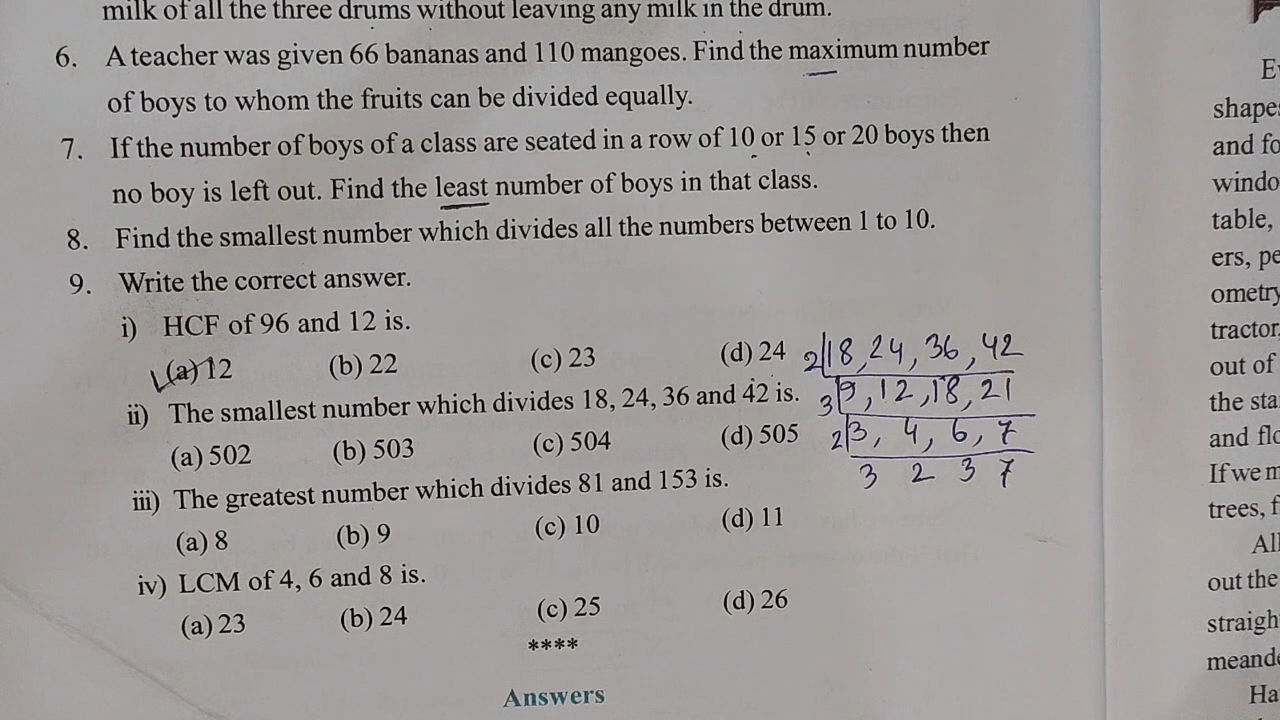 milk of all the three drums without leaving any milk in the drum.
6. A teacher was given 66 bananas and 110 mangoes. Find the maximum number
of boys to whom the fruits can be divided equally.
7. If the number of boys of a class are seated in a row of 10 or 15 or 20 boys then
no boy is left out. Find the least number of boys in that class.
8. Find the smallest number which divides all the numbers between 1 to 10.
9. Write the correct answer.
i) HCF of 96 and 12 is.
(a) 12 (b) 22 (c) 23 (d) 24
ii) The smallest number which divides 18, 24, 36 and 42 is.
(a) 502 (b) 503 (c) 504 (d) 505
iii) The greatest number which divides 81 and 153 is.
(a) 8 (b) 9 (c) 10 (d) 11
iv) LCM of 4, 6 and 8 is.
(a) 23 (b) 24 (c) 25 (d) 26
****
Answers
2 18, 24, 36, 42
3 9, 12, 18, 21
2 3, 4, 6, 7
3 2 3 7
shape
and fo
windo
table,
ers, pe
ometry
tractor.
out of
the sta
and flo
If we m
trees, f
All
out the
straigh
meande
Ha